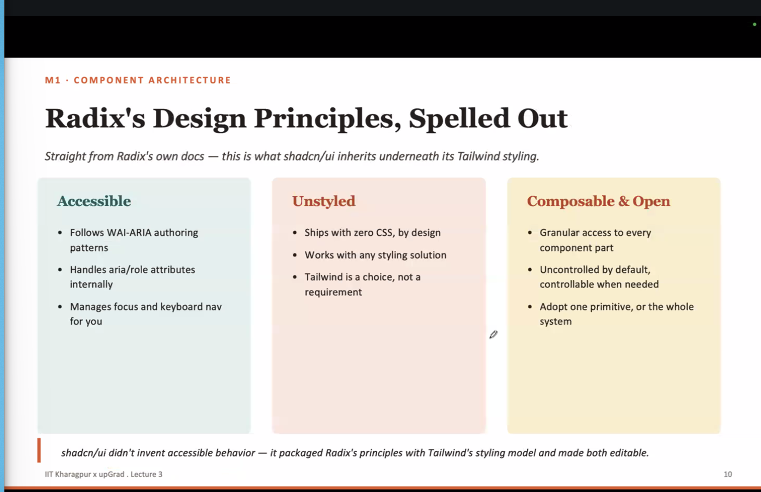 M1 · COMPONENT ARCHITECTURE
Radix's Design Principles, Spelled Out
Straight from Radix's own docs — this is what shadcn/ui inherits underneath its Tailwind styling.
Accessible
• Follows WAI-ARIA authoring
patterns
• Handles aria/role attributes
internally
• Manages focus and keyboard nav
for you
Unstyled
• Ships with zero CSS, by design
• Works with any styling solution
• Tailwind is a choice, not a
requirement
Composable & Open
• Granular access to every
component part
• Uncontrolled by default,
controllable when needed
• Adopt one primitive, or the whole
system
shadcn/ui didn't invent accessible behavior — it packaged Radix's principles with Tailwind's styling model and made both editable.
IIT Kharagpur x upGrad . Lecture 3
10